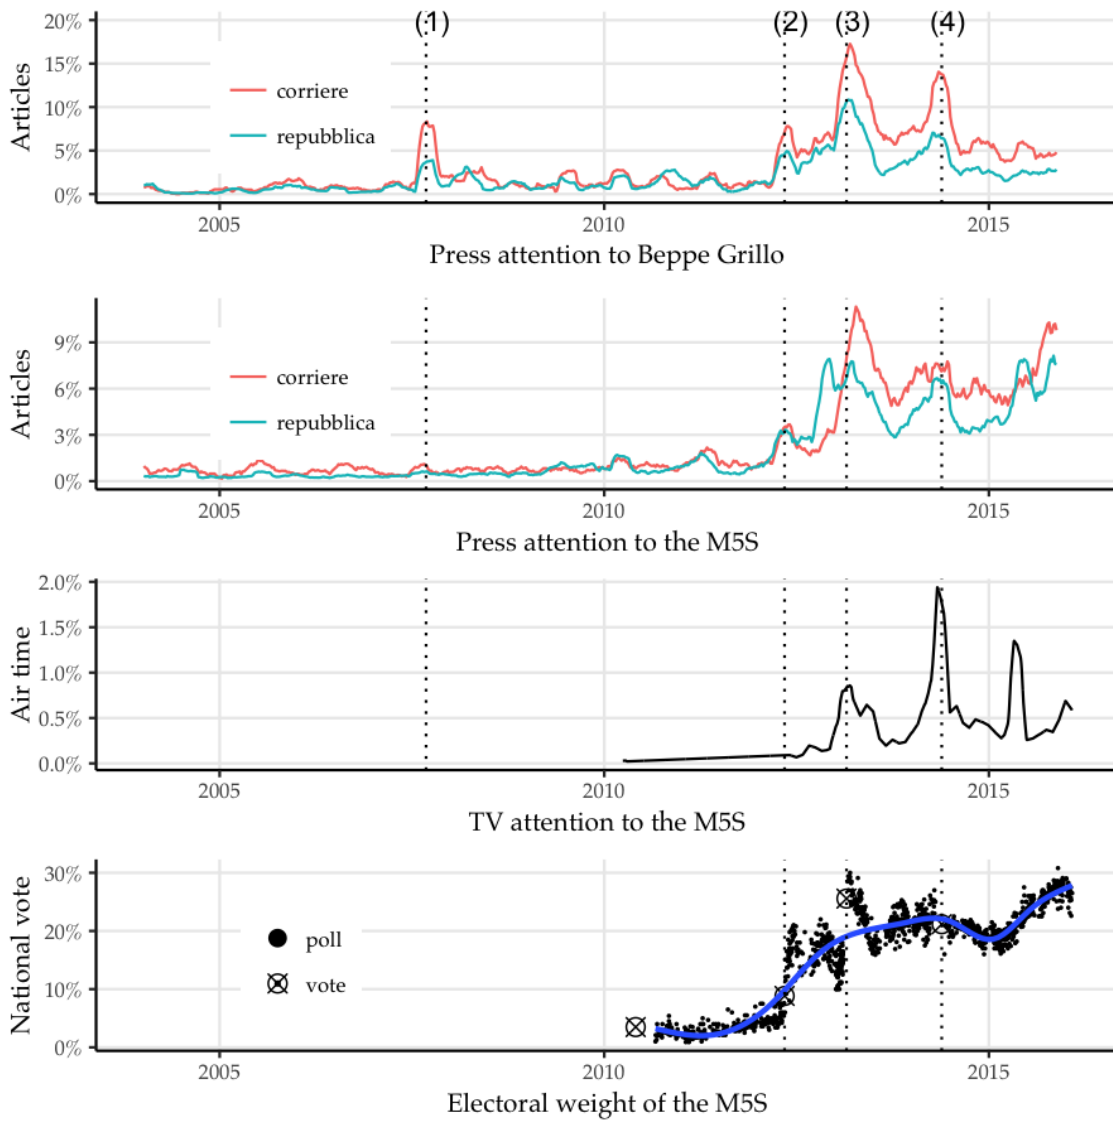 (1) (2) (3) (4)
20%
15%
10%
5%
0%
Articles
corriere
repubblica
2005 2010 2015
Press attention to Beppe Grillo
9%
6%
3%
0%
Articles
corriere
repubblica
2005 2010 2015
Press attention to the M5S
2.0%
1.5%
1.0%
0.5%
0.0%
Air time
2005 2010 2015
TV attention to the M5S
30%
20%
10%
0%
National vote
poll
vote
2005 2010 2015
Electoral weight of the M5S